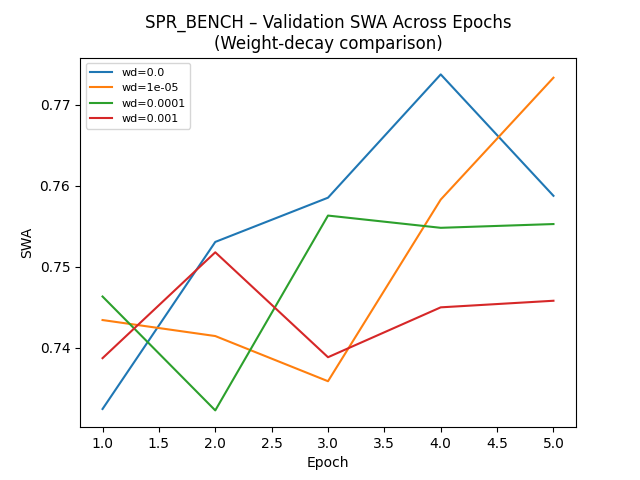 SPR_BENCH – Validation SWA Across Epochs
(Weight-decay comparison)
wd=0.0
wd=1e-05
wd=0.0001
wd=0.001
SWA
0.77
0.76
0.75
0.74
1.0 1.5 2.0 2.5 3.0 3.5 4.0 4.5 5.0
Epoch